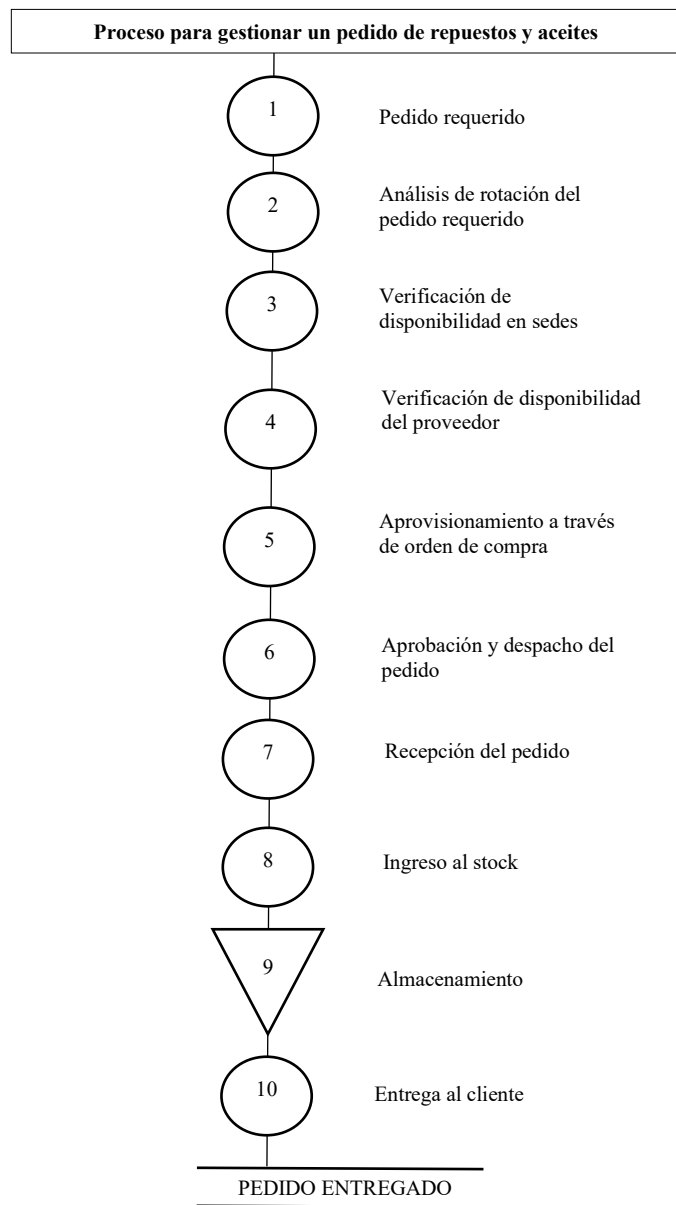 Proceso para gestionar un pedido de repuestos y aceites
1
Pedido requerido
2
Análisis de rotación del
pedido requerido
3
Verificación de
disponibilidad en sedes
4
Verificación de disponibilidad
del proveedor
5
Aprovisionamiento a través
de orden de compra
6
Aprobación y despacho del
pedido
7
Recepción del pedido
8
Ingreso al stock
9
Almacenamiento
10
Entrega al cliente
PEDIDO ENTREGADO